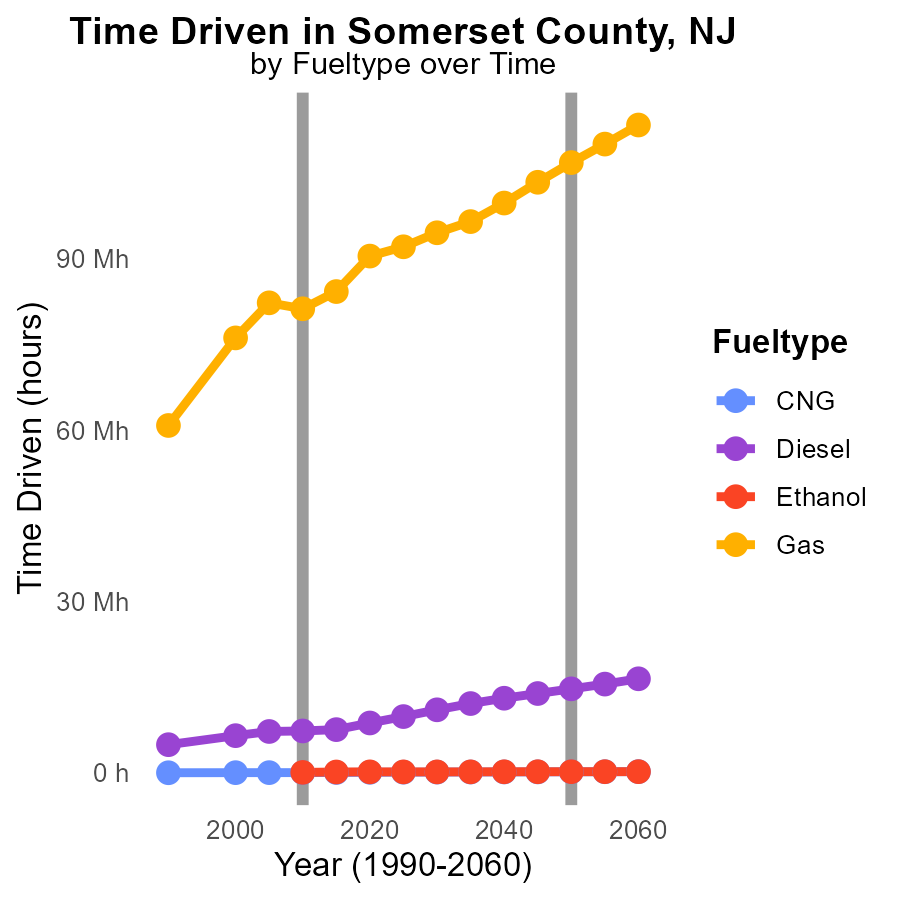 Time Driven in Somerset County, NJ
by Fueltype over Time
Time Driven (hours)
90 Mh
60 Mh
30 Mh
0 h
2000 2020 2040 2060
Year (1990-2060)
Fueltype
CNG
Diesel
Ethanol
Gas